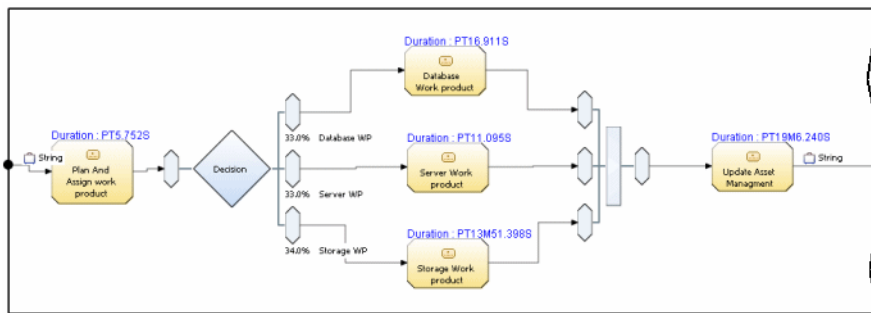 Duration : PT16.911S
Database
Work product
33.0% Database WP
Duration : PT5.752S
String
Plan And
Assign work
product
Decision
Duration : PT11.095S
Server Work
product
33.0% Server WP
Duration : PT19M6.240S
Update Asset
Managment
String
Duration : PT13M51.398S
Storage Work
product
34.0% Storage WP